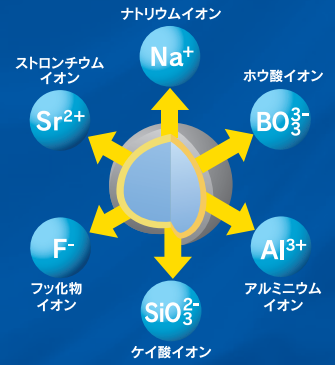 ナトリウムイオン
Na⁺
ストロンチウム
イオン
Sr²⁺
ホウ酸イオン
BO₃³⁻
F⁻
フッ化物
イオン
Al³⁺
アルミニウム
イオン
SiO₃²⁻
ケイ酸イオン